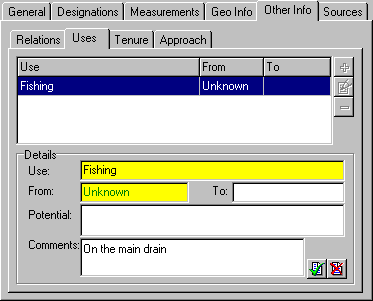 General Designations Measurements Geo Info Other Info Sources
Relations Uses Tenure Approach
Use From To
Fishing Unknown
Details
Use: Fishing
From: Unknown To:
Potential:
Comments: On the main drain